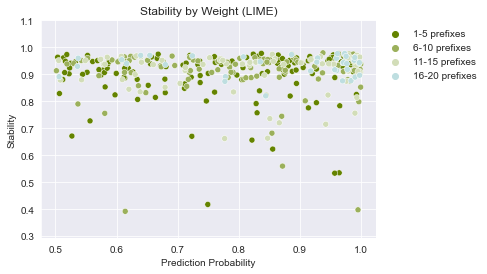 Stability by Weight (LIME)
1.1
1.0
0.9
0.8
0.7
0.6
0.5
0.4
0.3
Stability
0.5 0.6 0.7 0.8 0.9 1.0
Prediction Probability
1-5 prefixes
6-10 prefixes
11-15 prefixes
16-20 prefixes